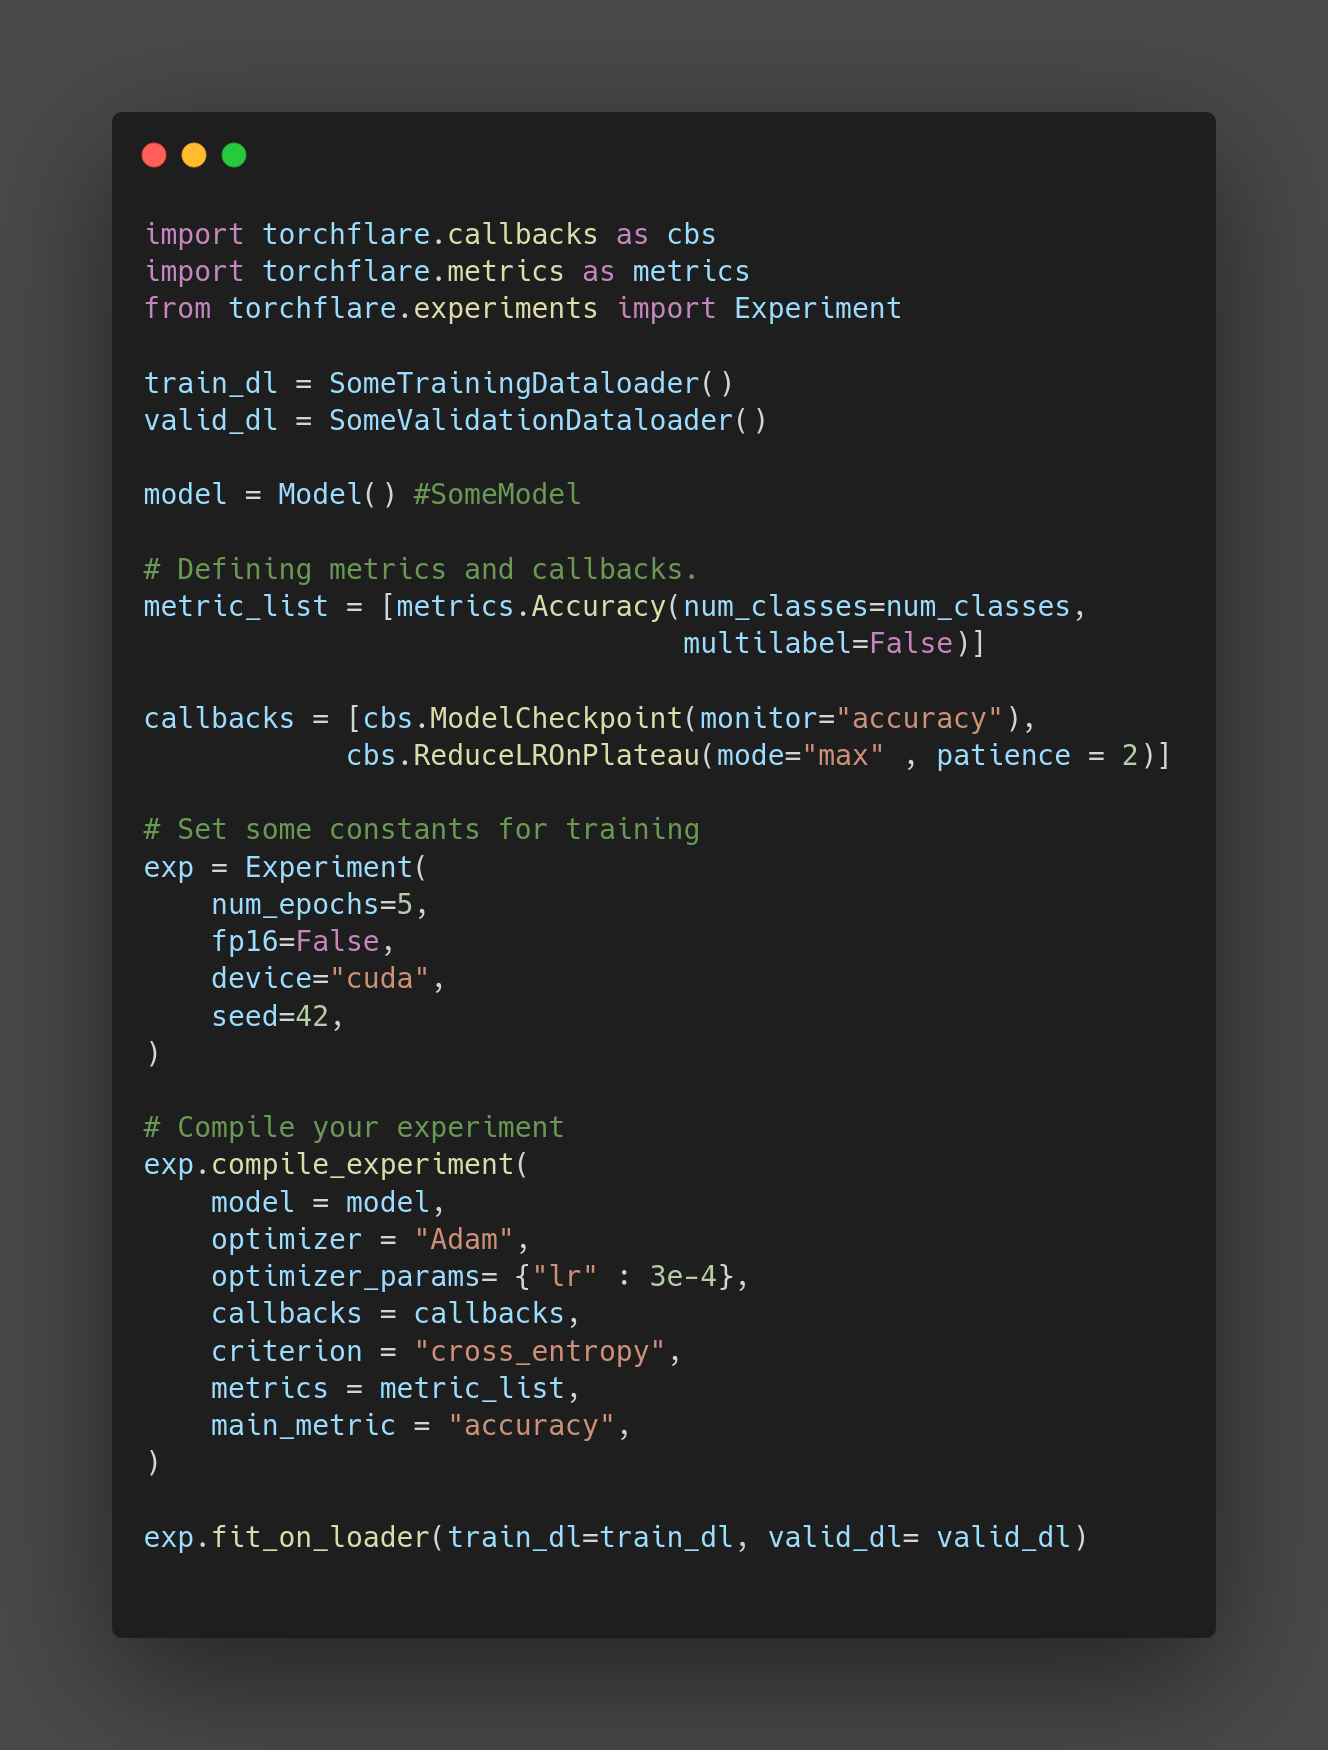 import torchflare.callbacks as cbs
import torchflare.metrics as metrics
from torchflare.experiments import Experiment

train_dl = SomeTrainingDataloader()
valid_dl = SomeValidationDataloader()

model = Model() #SomeModel

# Defining metrics and callbacks.
metric_list = [metrics.Accuracy(num_classes=num_classes,
                                multilabel=False)]

callbacks = [cbs.ModelCheckpoint(monitor="accuracy"),
            cbs.ReduceLROnPlateau(mode="max" , patience = 2)]

# Set some constants for training
exp = Experiment(
    num_epochs=5,
    fp16=False,
    device="cuda",
    seed=42,
)

# Compile your experiment
exp.compile_experiment(
    model = model,
    optimizer = "Adam",
    optimizer_params= {"lr" : 3e-4},
    callbacks = callbacks,
    criterion = "cross_entropy",
    metrics = metric_list,
    main_metric = "accuracy",
)

exp.fit_on_loader(train_dl=train_dl, valid_dl= valid_dl)